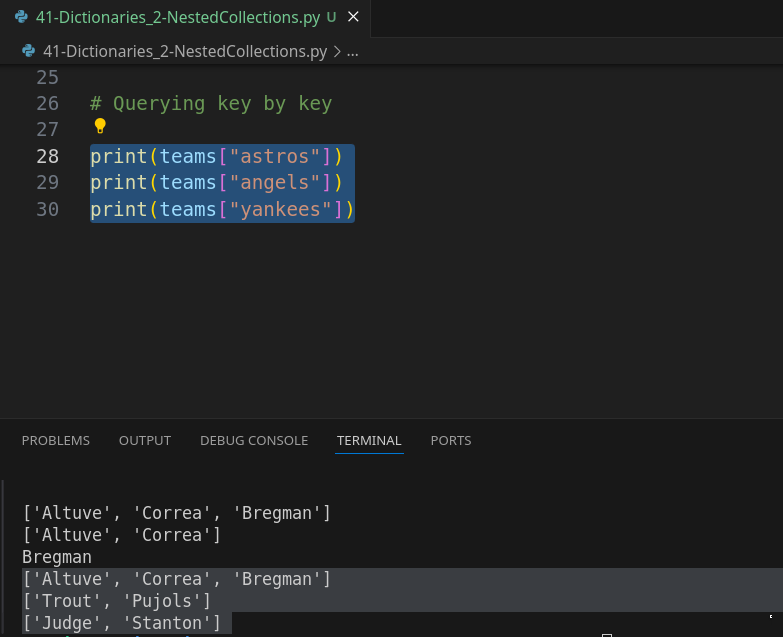 41-Dictionaries_2-NestedCollections.py U
41-Dictionaries_2-NestedCollections.py > ...
25
26 # Querying key by key
27
28 print(teams["astros"])
29 print(teams["angels"])
30 print(teams["yankees"])
PROBLEMS OUTPUT DEBUG CONSOLE TERMINAL PORTS
['Altuve', 'Correa', 'Bregman']
['Altuve', 'Correa']
Bregman
['Altuve', 'Correa', 'Bregman']
['Trout', 'Pujols']
['Judge', 'Stanton']